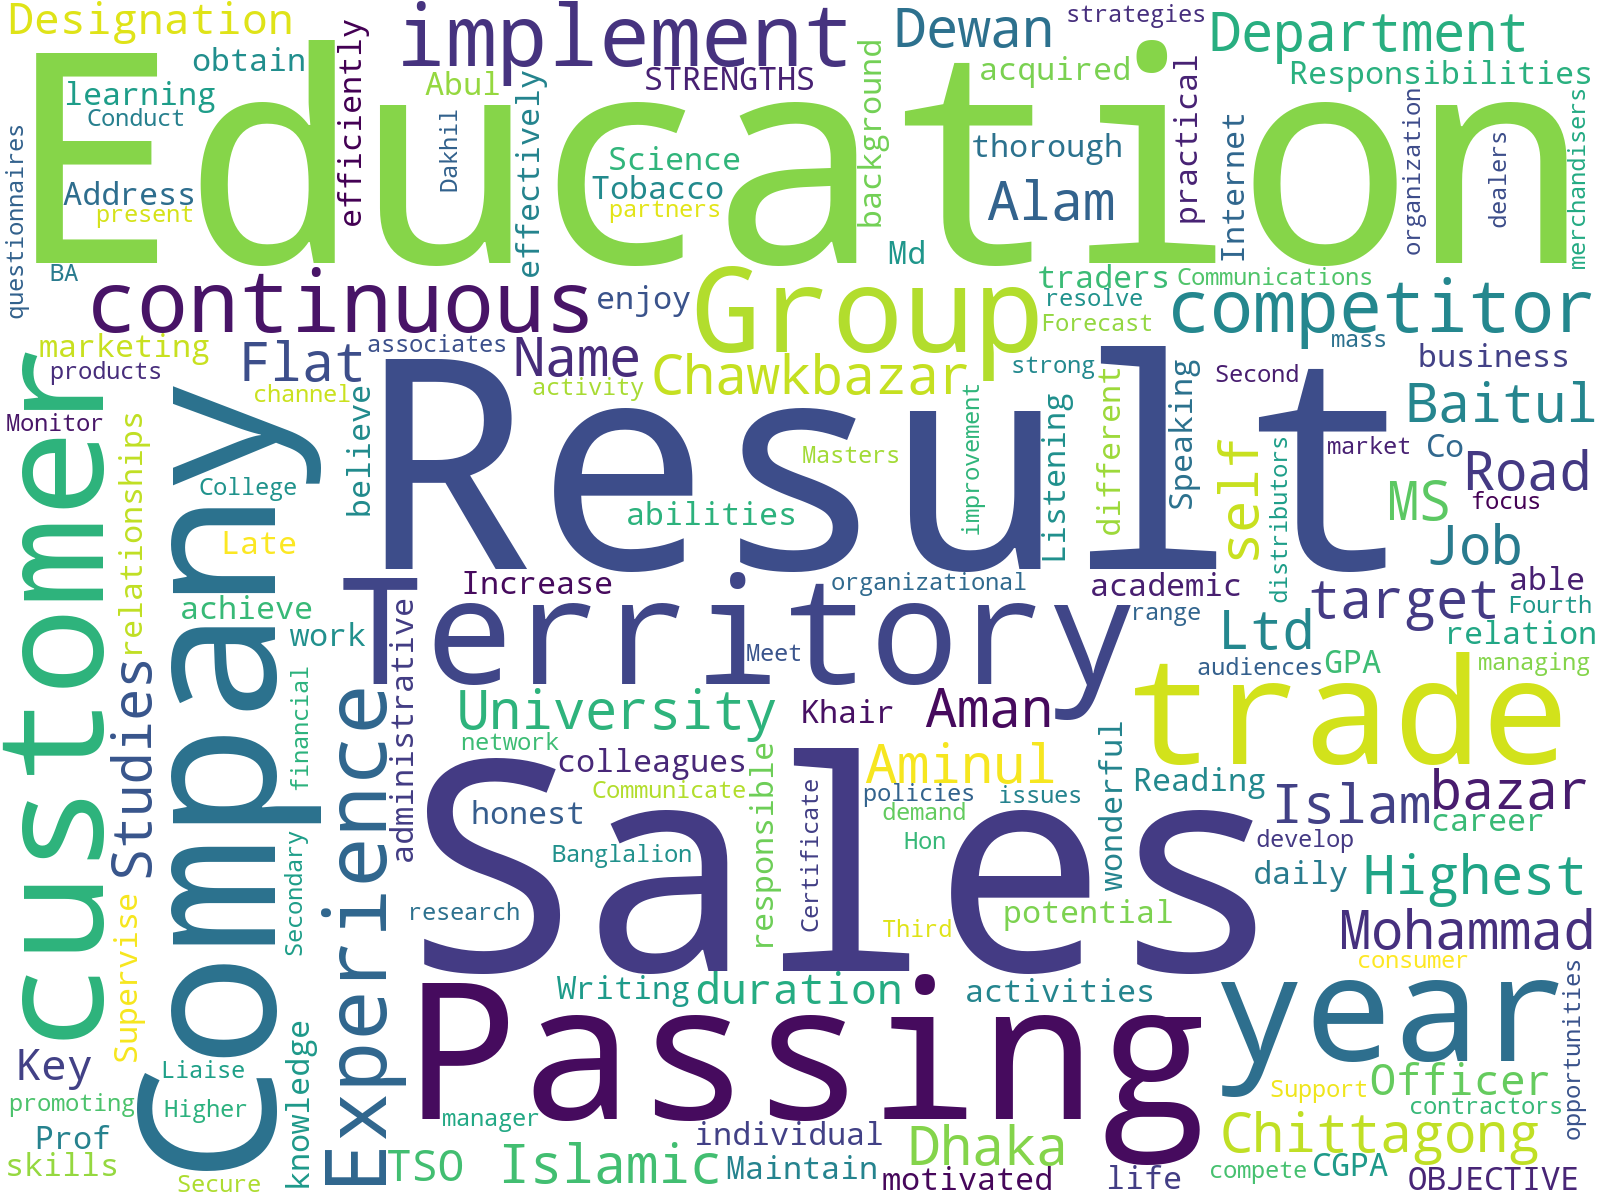 Designation
implement
Dewan
strategies
Department
obtain
efficiently
Abul
STRENGTHS
acquired
Responsibilities
learning
Conduct
Education
effectively
background
practical
organization
merchandisers
Dakhil
Science
thorough
Internet
dealers
questionnaires
Address
present
Tobacco
partners
Alam
BA
Md
traders
Communications
continuous
enjoy
Group
resolve
Forecast
competitor
mass
marketing
products
Flat
associates
Name
activity
Chawkbazar
strong
Second
business
channel
Monitor
customer
Company
relationships
believe
Result
Masters
improvement
Listening
different
Speaking
self
distributors
market
Co
Baitul
Road
focus
MS
College
abilities
Late
Job
Increase
organizational
academic
range
able
Fourth
target
achieve
work
Territory
administrative
Meet
Ltd
relation
audiences
GPA
managing
Studies
financial
Experience
University
Khair
Aman
trade
network
colleagues
responsible
Aminul
wonderful
Reading
bazar
Communicate
policies
issues
Islam
career
honest
Sales
demand
Hon
develop
Secondary
Banglalion
Certificate
daily
Highest
Supervise
research
Third
potential
Mohammad
consumer
Writing
duration
activities
year
opportunities
Passing
Key
Liaise
knowledge
Support
Officer
promoting
Higher
manager
contractors
Prof
individual
Dhaka
Chittagong
skills
Secure
TSO
Islamic
Maintain
motivated
life
compete
CGPA
OBJECTIVE